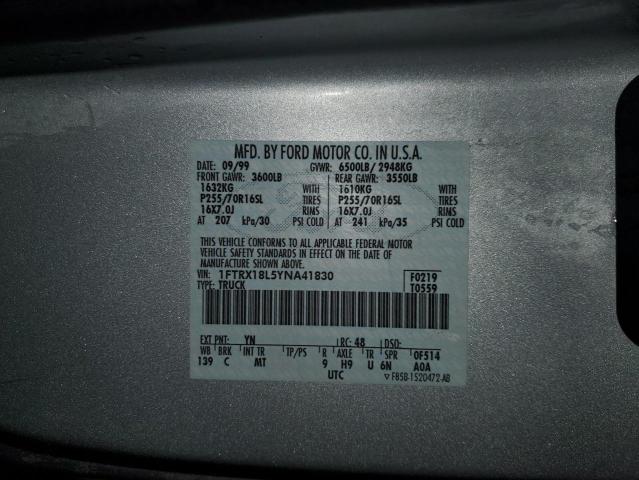 MFD. BY FORD MOTOR CO. IN U.S.A.
DATE: 09/99 GVWR: 6500LB/ 2948KG
FRONT GAWR: 3600LB REAR GAWR: 3550LB
1632KG WITH 1610KG WITH
P255/70R16SL TIRES P255/70R16SL TIRES
16X7.0J RIMS 16X7.0J RIMS
AT 207 kPa/30 PSI COLD AT 241 kPa/35 PSI COLD
THIS VEHICLE CONFORMS TO ALL APPLICABLE FEDERAL MOTOR
VEHICLE SAFETY STANDARDS IN EFFECT ON THE DATE OF
MANUFACTURE SHOWN ABOVE.
VIN: 1FTRX18L5YNA41830 F0219
TYPE: TRUCK T0559
EXT PNT: YN RC: 48 DSO:
WB BRK INT TR TP/PS R AXLE TR SPR 0F514
139 C MT 9 H9 U 6N A0A
UTC ▽ F85B-1520472-AB